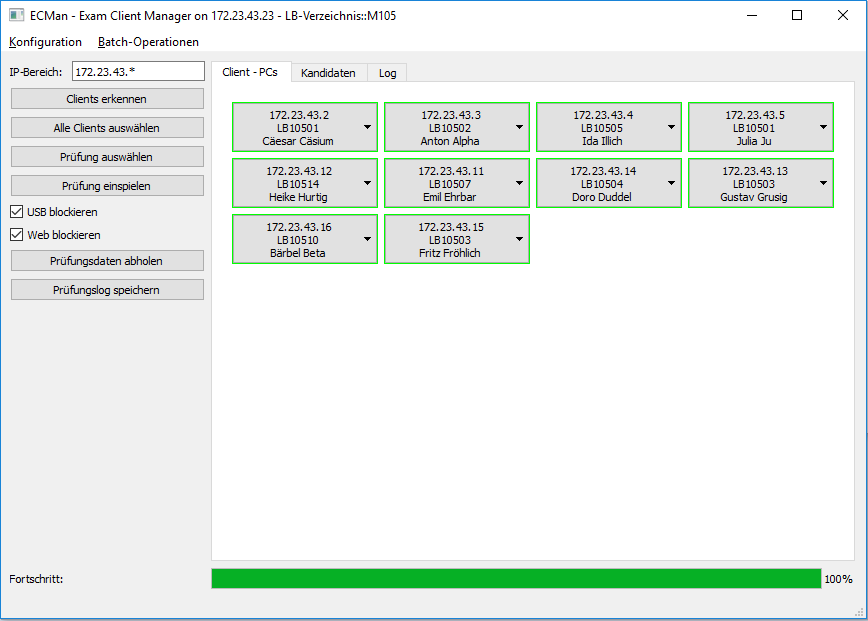 ECMan - Exam Client Manager on 172.23.43.23 - LB-Verzeichnis::M105
Konfiguration Batch-Operationen
IP-Bereich: 172.23.43.*
Clients erkennen
Alle Clients auswählen
Prüfung auswählen
Prüfung einspielen
USB blockieren
Web blockieren
Prüfungsdaten abholen
Prüfungslog speichern
Client - PCs Kandidaten Log
172.23.43.2
LB10501
Cäesar Cäsium
172.23.43.3
LB10502
Anton Alpha
172.23.43.4
LB10505
Ida Illich
172.23.43.5
LB10501
Julia Ju
172.23.43.12
LB10514
Heike Hurtig
172.23.43.11
LB10507
Emil Ehrbar
172.23.43.14
LB10504
Doro Duddel
172.23.43.13
LB10503
Gustav Grusig
172.23.43.16
LB10510
Bärbel Beta
172.23.43.15
LB10503
Fritz Fröhlich
Fortschritt: 100%